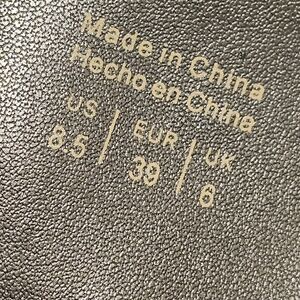 Made in China
Hecho en China
US | EUR | UK
8.5 | 39 | 6